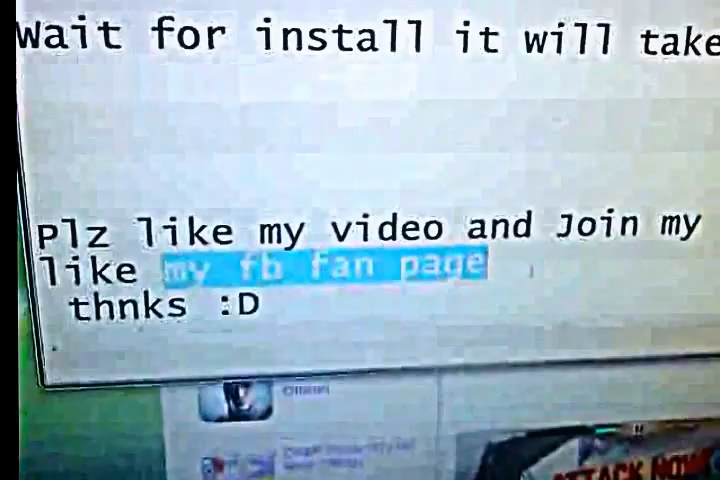 Wait for install it will take
Plz like my video and Join my
like my fb fan page
thnks :D
ATTACK NOW